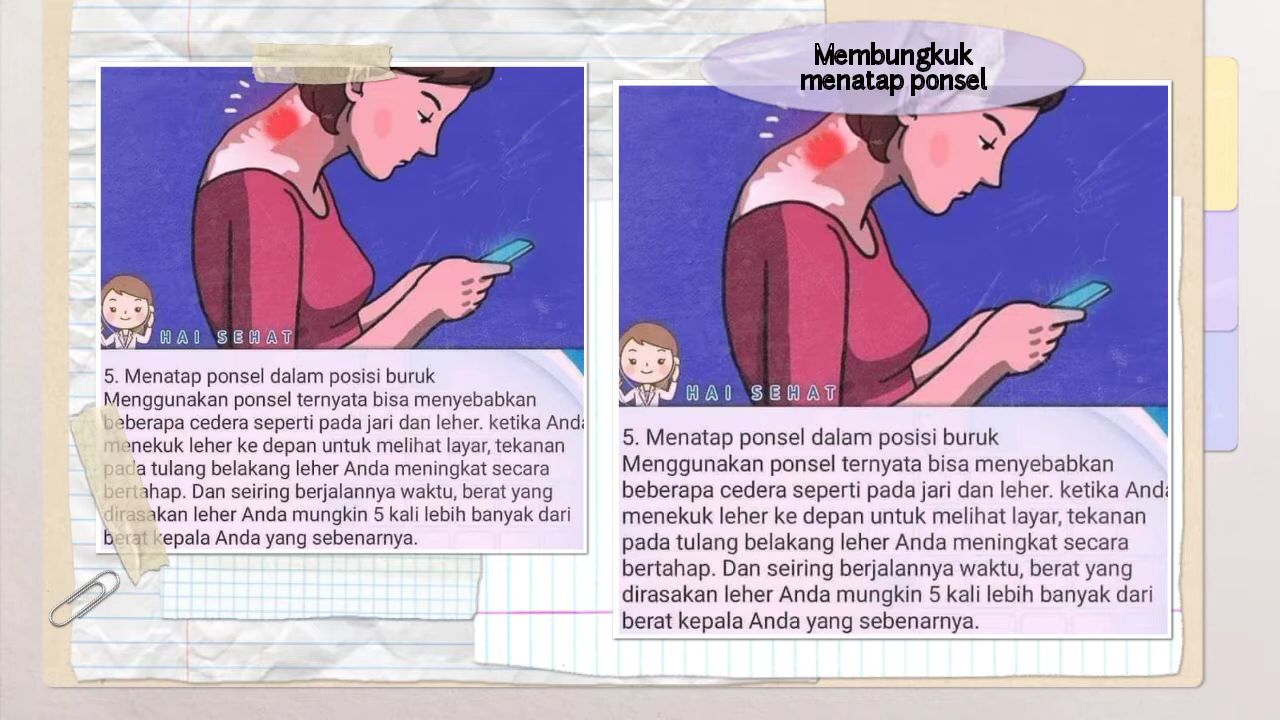 Membungkuk
menatap ponsel
HAI SEHAT
5. Menatap ponsel dalam posisi buruk
Menggunakan ponsel ternyata bisa menyebabkan
beberapa cedera seperti pada jari dan leher. ketika Anda
menekuk leher ke depan untuk melihat layar, tekanan
pada tulang belakang leher Anda meningkat secara
bertahap. Dan seiring berjalannya waktu, berat yang
dirasakan leher Anda mungkin 5 kali lebih banyak dari
berat kepala Anda yang sebenarnya.
HAI SEHAT
5. Menatap ponsel dalam posisi buruk
Menggunakan ponsel ternyata bisa menyebabkan
beberapa cedera seperti pada jari dan leher. ketika Anda
menekuk leher ke depan untuk melihat layar, tekanan
pada tulang belakang leher Anda meningkat secara
bertahap. Dan seiring berjalannya waktu, berat yang
dirasakan leher Anda mungkin 5 kali lebih banyak dari
berat kepala Anda yang sebenarnya.